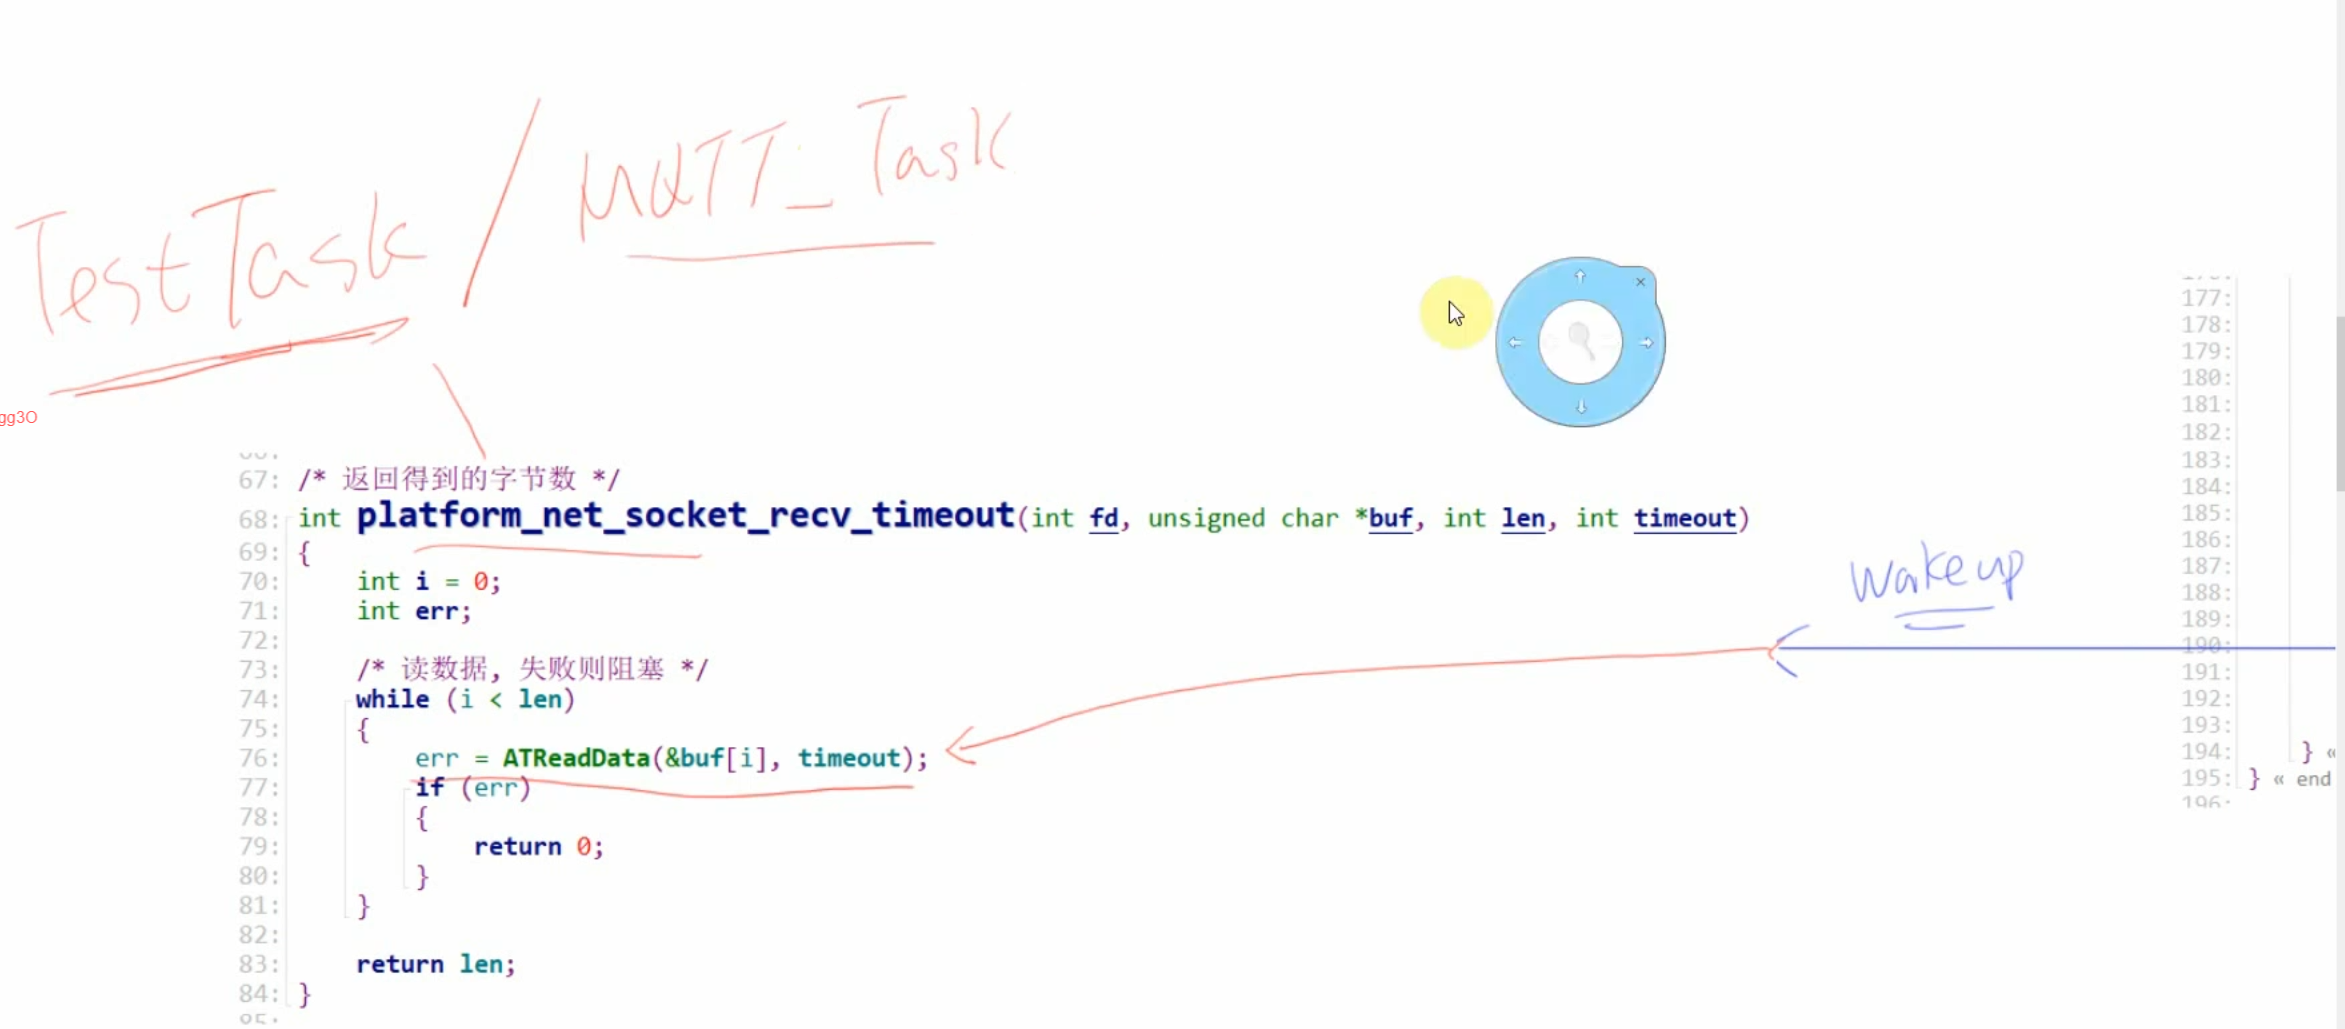 TestTask / MQTT_Task
gg3O
67: /* 返回得到的字节数 */
68: int platform_net_socket_recv_timeout(int fd, unsigned char *buf, int len, int timeout)
69: {
70: int i = 0;
71: int err;
72:
73: /* 读数据, 失败则阻塞 */
74: while (i < len)
75: {
76: err = ATReadData(&buf[i], timeout);
77: if (err)
78: {
79: return 0;
80: }
81: }
82:
83: return len;
84: }
wakeup
177:
178:
179:
180:
181:
182:
183:
184:
185:
186:
187:
188:
189:
190:
191:
192:
193:
194: } «
195: } « end
196: